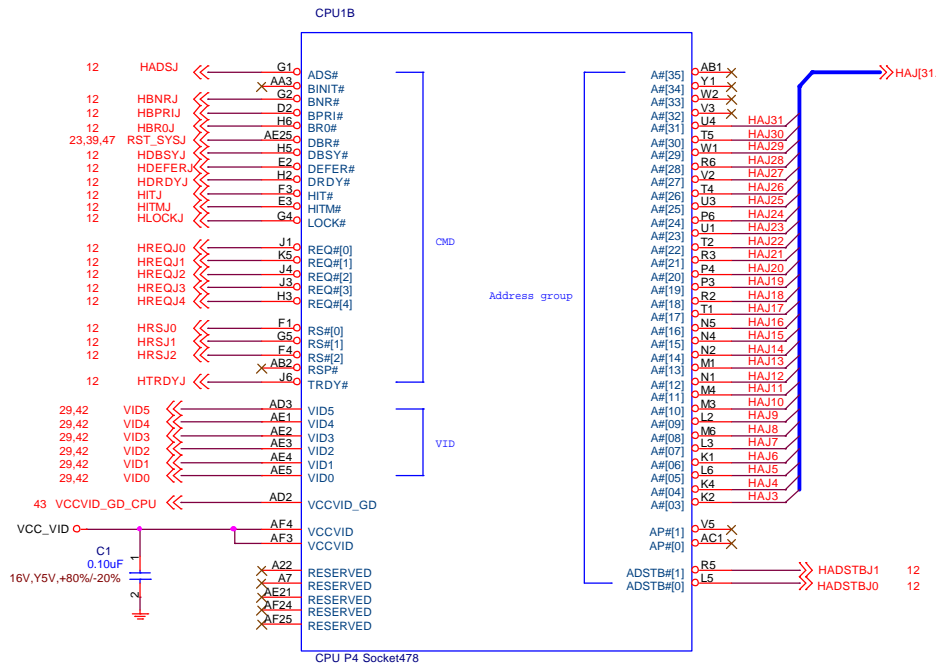 CPU1B
12 HADSJ G1 ADS# A#[35] AB1 HAJ[31.
AA3 BINIT# A#[34] Y1
12 HBNRJ G2 BNR# A#[33] W2
12 HBPRIJ D2 BPRI# A#[32] V3
12 HBR0J H6 BR0# A#[31] U4 HAJ31
23,39,47 RST_SYSJ AE25 DBR# A#[30] T5 HAJ30
12 HDBSYJ H5 DBSY# A#[29] W1 HAJ29
12 HDEFERJ E2 DEFER# A#[28] R6 HAJ28
12 HDRDYJ H2 DRDY# A#[27] V2 HAJ27
12 HITJ F3 HIT# A#[26] T4 HAJ26
12 HITMJ E3 HITM# A#[25] U3 HAJ25
12 HLOCKJ G4 LOCK# A#[24] P6 HAJ24
A#[23] U1 HAJ23
CMD
12 HREQJ0 J1 REQ#[0] A#[22] T2 HAJ22
12 HREQJ1 K5 REQ#[1] A#[21] R3 HAJ21
12 HREQJ2 J4 REQ#[2] A#[20] P4 HAJ20
12 HREQJ3 J3 REQ#[3] A#[19] P3 HAJ19
12 HREQJ4 H3 REQ#[4] Address group A#[18] R2 HAJ18
A#[17] T1 HAJ17
12 HRSJ0 F1 RS#[0] A#[16] N5 HAJ16
12 HRSJ1 G5 RS#[1] A#[15] N4 HAJ15
12 HRSJ2 F4 RS#[2] A#[14] N2 HAJ14
AB2 RSP# A#[13] M1 HAJ13
12 HTRDYJ J6 TRDY# A#[12] N1 HAJ12
A#[11] M4 HAJ11
29,42 VID5 AD3 VID5 A#[10] M3 HAJ10
29,42 VID4 AE1 VID4 A#[09] L2 HAJ9
29,42 VID3 AE2 VID3 A#[08] M6 HAJ8
29,42 VID2 AE3 VID2 VID A#[07] L3 HAJ7
29,42 VID1 AE4 VID1 A#[06] K1 HAJ6
29,42 VID0 AE5 VID0 A#[05] L6 HAJ5
A#[04] K4 HAJ4
43 VCCVID_GD_CPU AD2 VCCVID_GD A#[03] K2 HAJ3
VCC_VID AF4 VCCVID AP#[1] V5
AF3 VCCVID AP#[0] AC1
C1
0.10uF
16V,Y5V,+80%/-20%
1
2
A22 RESERVED ADSTB#[1] R5 HADSTBJ1 12
A7 RESERVED ADSTB#[0] L5 HADSTBJ0 12
AE21 RESERVED
AF24 RESERVED
AF25 RESERVED
CPU P4 Socket478